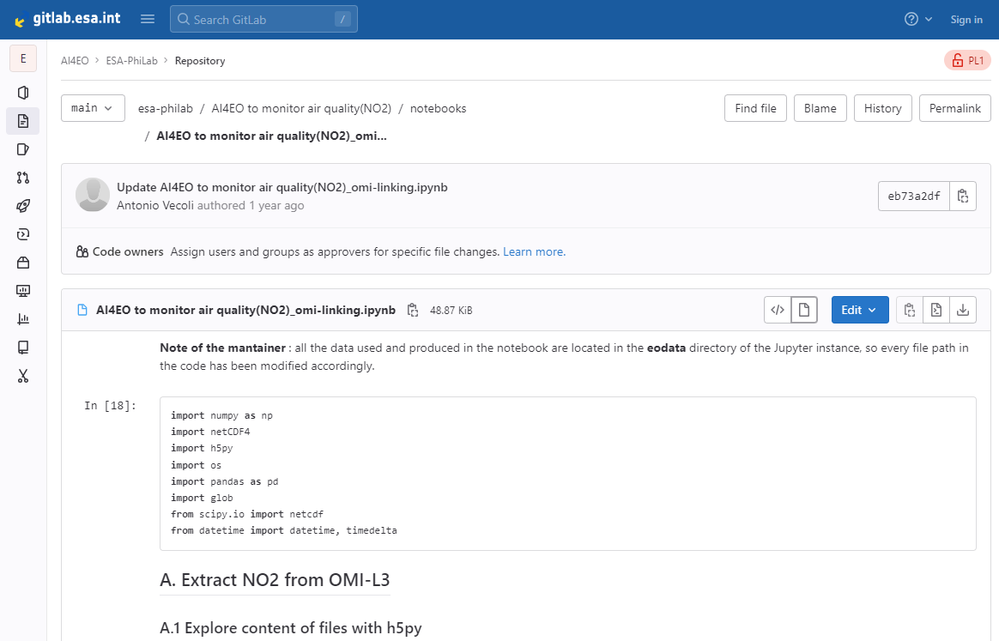 gitlab.esa.int
Search GitLab
/
Sign in
E
AI4EO > ESA-PhiLab > Repository
PL1
main
esa-philab / AI4EO to monitor air quality(NO2) / notebooks
/ AI4EO to monitor air quality(NO2)_omi...
Find file
Blame
History
Permalink
Update AI4EO to monitor air quality(NO2)_omi-linking.ipynb
Antonio Vecoli authored 1 year ago
eb73a2df
Code owners Assign users and groups as approvers for specific file changes. Learn more.
AI4EO to monitor air quality(NO2)_omi-linking.ipynb
48.87 KiB
</>
Edit
Note of the mantainer : all the data used and produced in the notebook are located in the eodata directory of the Jupyter instance, so every file path in
the code has been modified accordingly.
In [18]:
import numpy as np
import netCDF4
import h5py
import os
import pandas as pd
import glob
from scipy.io import netcdf
from datetime import datetime, timedelta
A. Extract NO2 from OMI-L3
A.1 Explore content of files with h5py